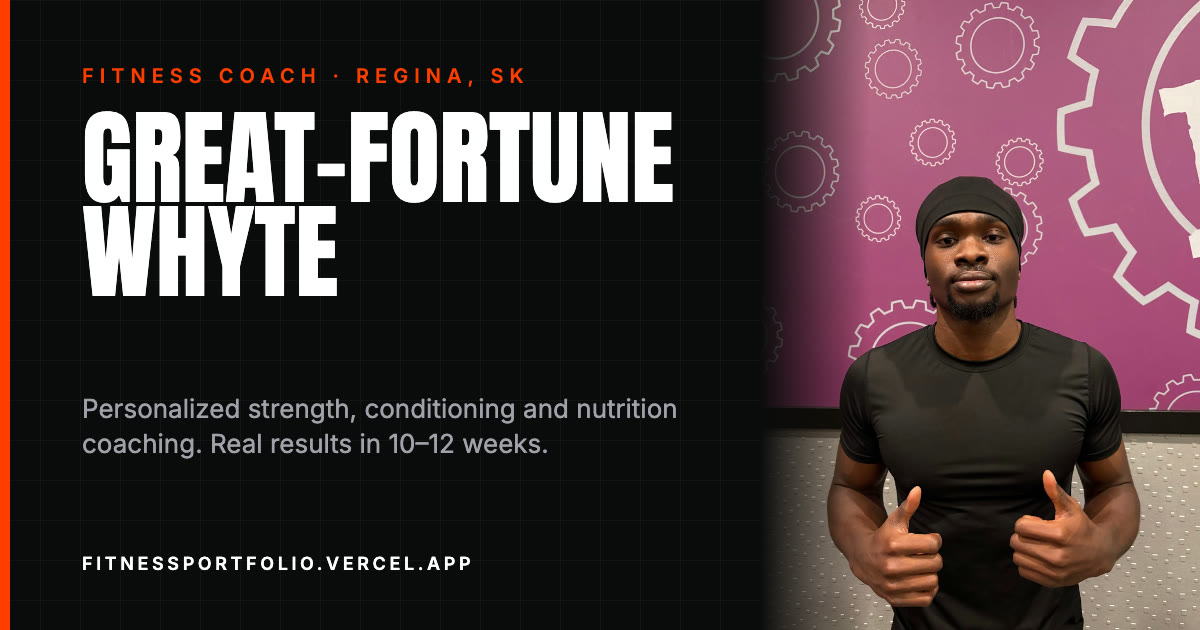 FITNESS COACH · REGINA, SK
GREAT-FORTUNE
WHYTE
Personalized strength, conditioning and nutrition
coaching. Real results in 10–12 weeks.
FITNESSPORTFOLIO.VERCEL.APP